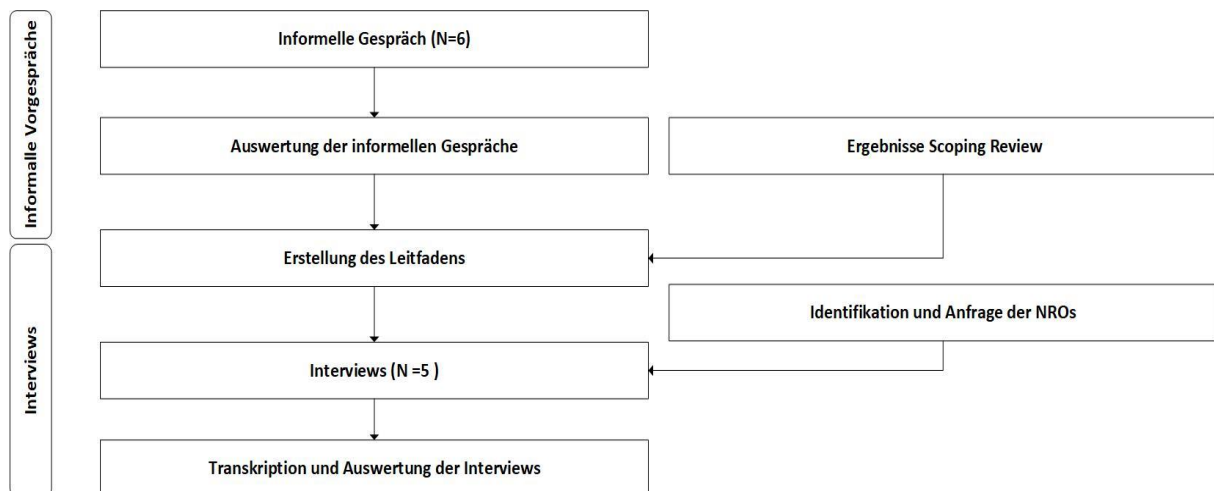 Informalle Vorgespräche
Informelle Gespräch (N=6)
Auswertung der informellen Gespräche
Ergebnisse Scoping Review
Interviews
Erstellung des Leitfadens
Identifikation und Anfrage der NROs
Interviews (N =5 )
Transkription und Auswertung der Interviews